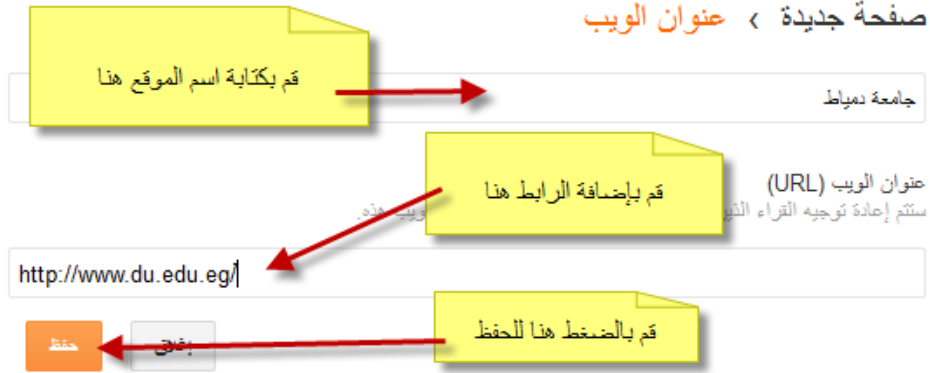 صفحة جديدة › عنوان الويب
قم بكتابة اسم الموقع هنا
جامعة دمياط
عنوان الويب (URL)
ستتم إعادة توجيه القراء
هذه.
قم بإضافة الرابط هنا
http://www.du.edu.eg/
قم بالضغط هنا للحفظ
حفظ
إغلاق